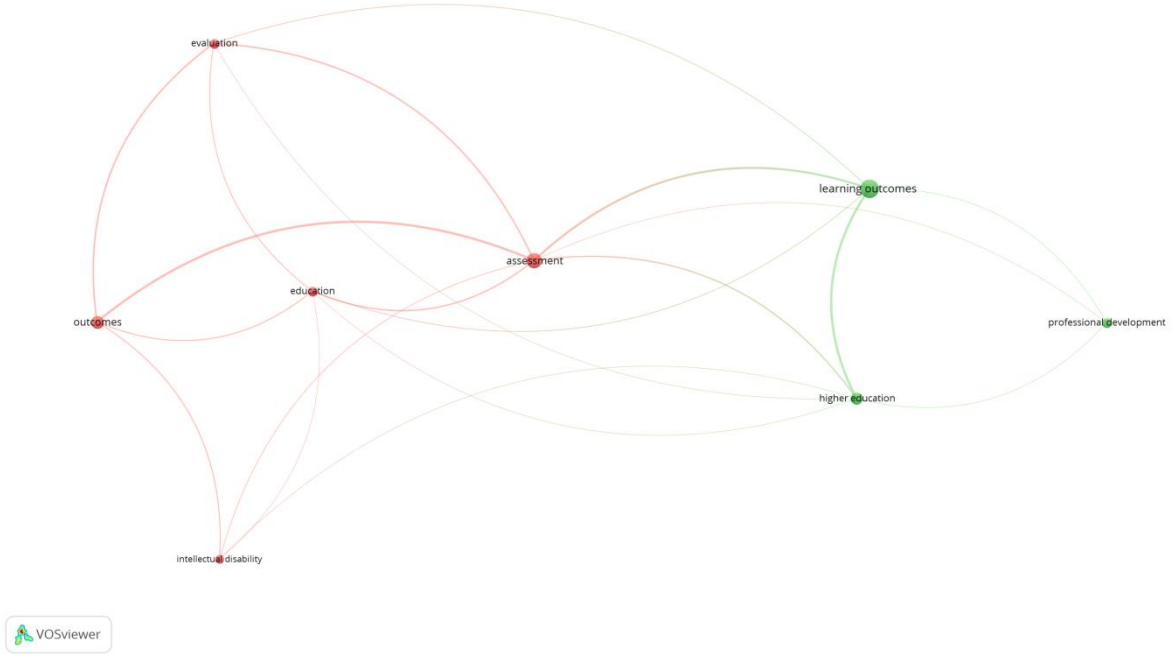 evaluation
learning outcomes
assessment
education
outcomes
professional development
higher education
intellectual disability
VOSviewer